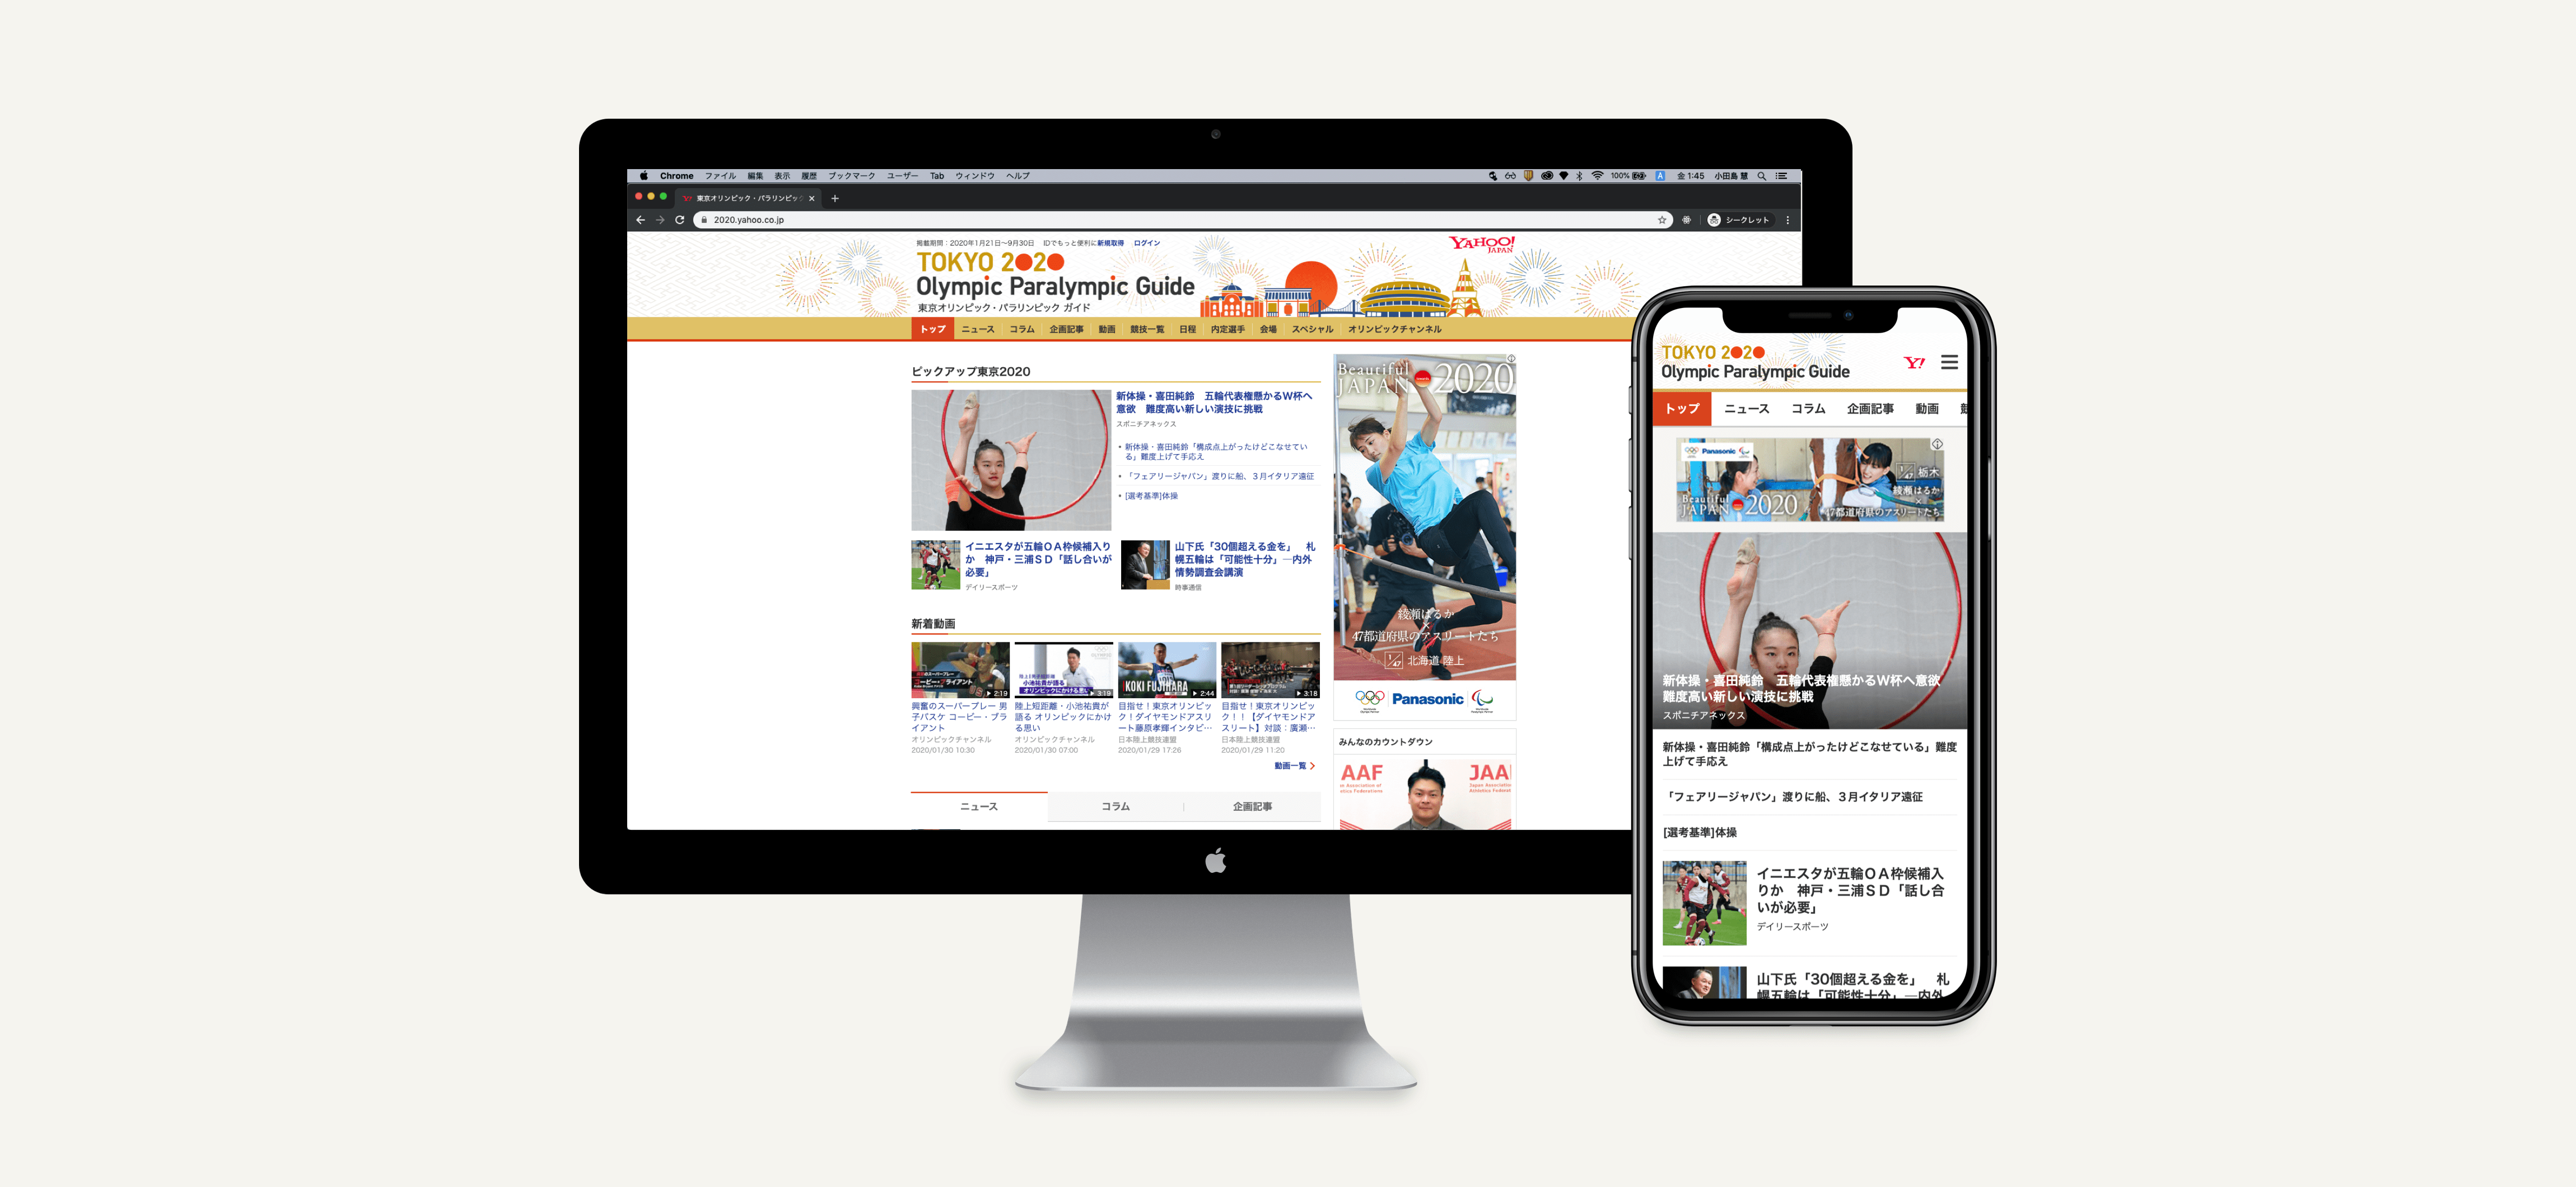 Chrome ファイル 編集 表示 履歴 ブックマーク ユーザー Tab ウィンドウ ヘルプ
100% A 金 1:45 小田島 慧
東京オリンピック・パラリンピック
2020.yahoo.co.jp
シークレット
掲載期間：2020年1月21日〜9月30日 IDでもっと便利に新規取得 ログイン
YAHOO!
JAPAN
TOKYO 2020
Olympic Paralympic Guide
東京オリンピック・パラリンピック ガイド
トップ ニュース コラム 企画記事 動画 競技一覧 日程 内定選手 会場 スペシャル オリンピックチャンネル
ピックアップ東京2020
新体操・喜田純鈴　五輪代表権懸かるW杯へ
意欲　難度高い新しい演技に挑戦
スポニチアネックス
新体操・喜田純鈴「構成点上がったけどこなせてい
る」難度上げて手応え
「フェアリージャパン」渡りに船、３月イタリア遠征
[選考基準]体操
イニエスタが五輪ＯＡ枠候補入り
か　神戸・三浦ＳＤ「話し合いが
必要」
デイリースポーツ
山下氏「30個超える金を」　札
幌五輪は「可能性十分」―内外
情勢調査会講演
時事通信
新着動画
2:19
3:19
小池祐貴が語る
オリンピックにかける思い
KOKI FUJIHARA
2:44
3:18
興奮のスーパープレー 男
子バスケ コービー・ブラ
イアント
オリンピックチャンネル
2020/01/30 10:30
陸上短距離・小池祐貴が
語る オリンピックにかけ
る思い
オリンピックチャンネル
2020/01/30 07:00
目指せ！東京オリンピッ
ク！ダイヤモンドアスリ
ート藤原孝輝インタビ…
日本陸上競技連盟
2020/01/29 17:26
目指せ！東京オリンピッ
ク！！【ダイヤモンドア
スリート】対談：廣瀬…
日本陸上競技連盟
2020/01/29 11:20
動画一覧
ニュース コラム 企画記事
Beautiful
JAPAN 2020
綾瀬はるか
×
47都道府県のアスリートたち
1/47 北海道 陸上
Panasonic
みんなのカウントダウン
AAF
JAA
TOKYO 2020
Olympic Paralympic Guide
Y!
トップ ニュース コラム 企画記事 動画
Panasonic
1/47 栃木
Beautiful
JAPAN 2020
綾瀬はるか
×
47都道府県のアスリートたち
新体操・喜田純鈴　五輪代表権懸かるW杯へ意欲
難度高い新しい演技に挑戦
スポニチアネックス
新体操・喜田純鈴「構成点上がったけどこなせている」難度
上げて手応え
「フェアリージャパン」渡りに船、３月イタリア遠征
[選考基準]体操
イニエスタが五輪ＯＡ枠候補入
りか　神戸・三浦ＳＤ「話し合
いが必要」
デイリースポーツ
山下氏「30個超える金を」　札
幌五輪は「可能性十分」―内外